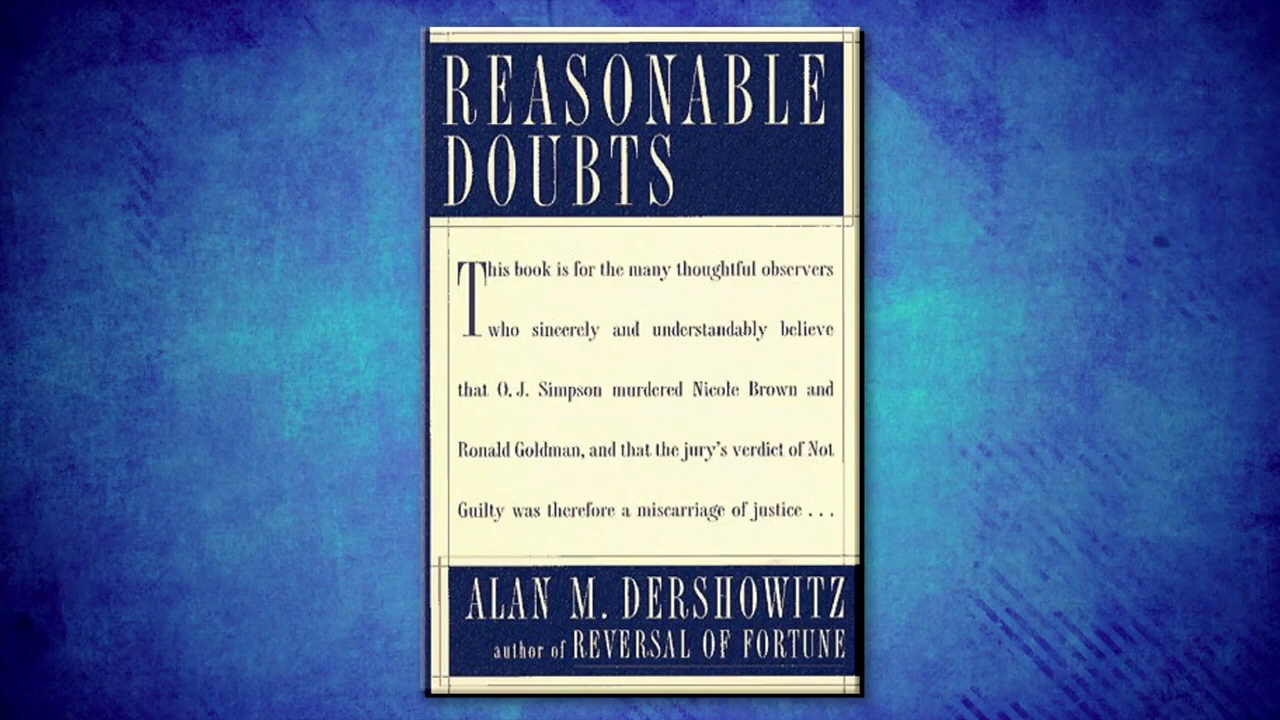 REASONABLE
DOUBTS
This book is for the many thoughtful observers
who sincerely and understandably believe
that O. J. Simpson murdered Nicole Brown and
Ronald Goldman, and that the jury's verdict of Not
Guilty was therefore a miscarriage of justice . . .
ALAN M. DERSHOWITZ
author of REVERSAL OF FORTUNE